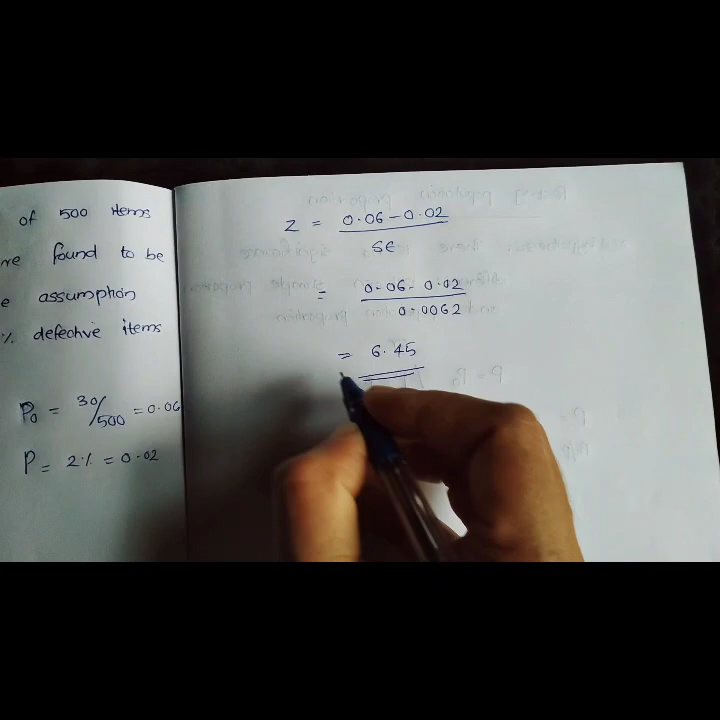 of 500 items
found to be
assumption
% defective items
P₀ = 30/500 = 0.06
P = 2% = 0.02
Z = 0.06 - 0.02
SE
= 0.06 - 0.02
0.0062
= 6.45